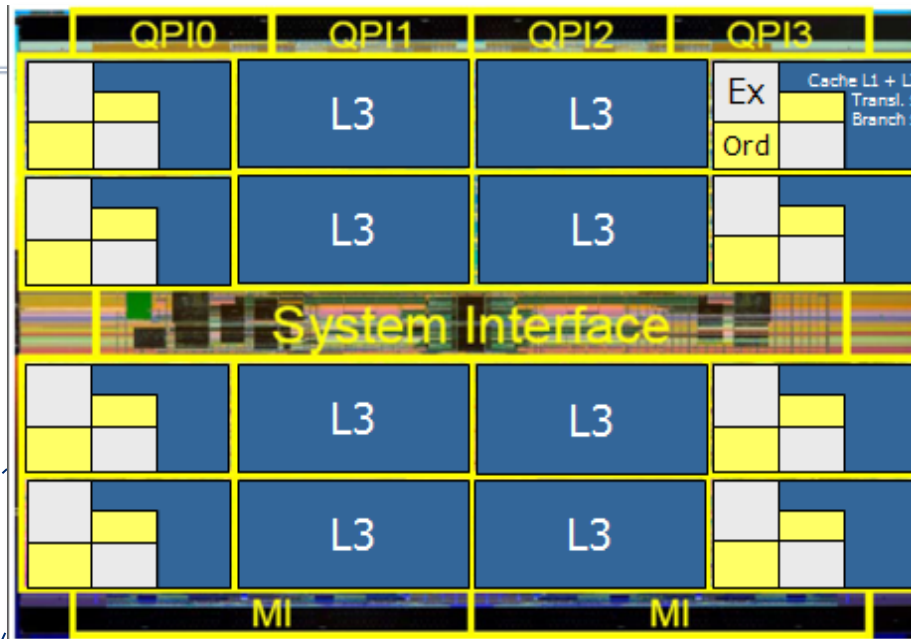 QPI0 QPI1 QPI2 QPI3
L3 L3
Ex
Cache L1 + L
Transl.
Branch
Ord
L3 L3
System Interface
L3 L3
L3 L3
MI MI